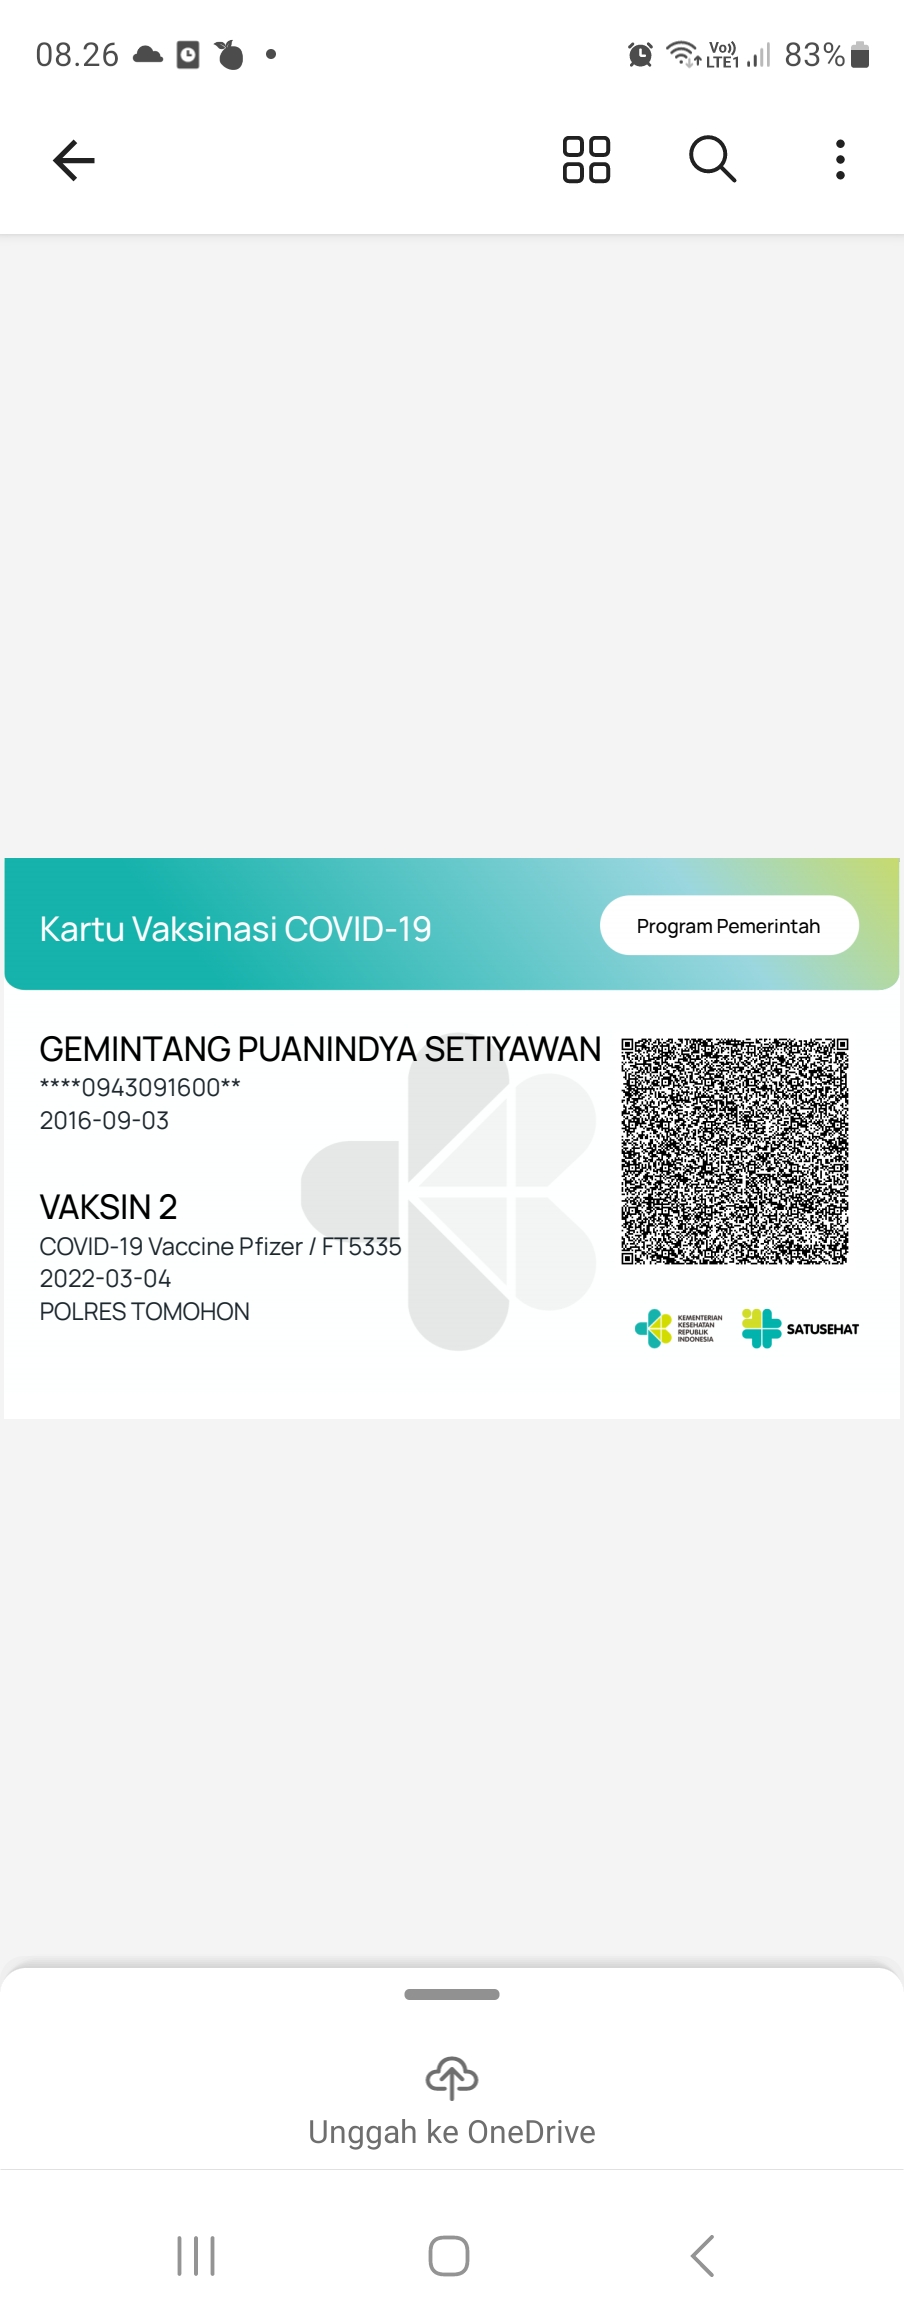 08.26
Vo))
LTE1
83%
Kartu Vaksinasi COVID-19
Program Pemerintah
GEMINTANG PUANINDYA SETIYAWAN
****0943091600**
2016-09-03
VAKSIN 2
COVID-19 Vaccine Pfizer / FT5335
2022-03-04
POLRES TOMOHON
KEMENTERIAN
KESEHATAN
REPUBLIK
INDONESIA
SATUSEHAT
Unggah ke OneDrive